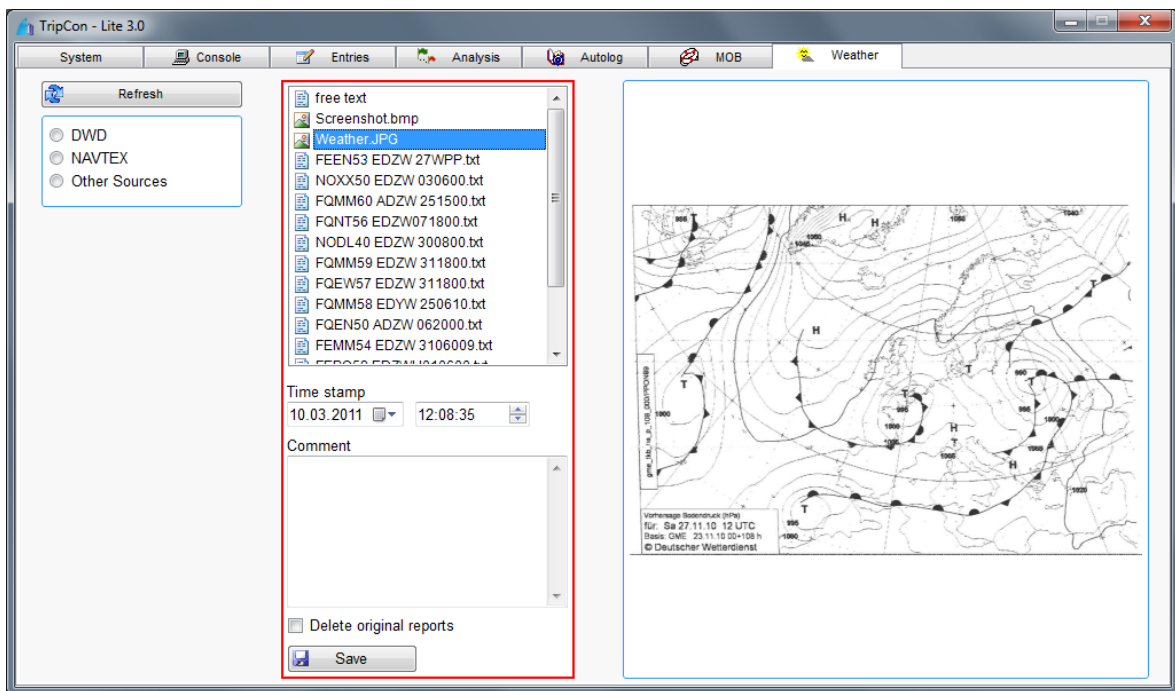 TripCon - Lite 3.0
System Console Entries Analysis Autolog MOB Weather
Refresh
DWD
NAVTEX
Other Sources
free text
Screenshot.bmp
Weather.JPG
FEEN53 EDZW 27WPP.txt
NOXX50 EDZW 030600.txt
FQMM60 ADZW 251500.txt
FQNT56 EDZW071800.txt
NODL40 EDZW 300800.txt
FQMM59 EDZW 311800.txt
FQEW57 EDZW 311800.txt
FQMM58 EDYW 250610.txt
FQEN50 ADZW 062000.txt
FEMM54 EDZW 3106009.txt
Time stamp
10.03.2011 12:08:35
Comment
Delete original reports
Save
T
H
H
H
T
T
T
T
H
T
H
T
Vorhersage Bodendruck (hPa)
für: Sa 27.11.10 12 UTC
Basis: GME 23.11.10 00+108 h
© Deutscher Wetterdienst